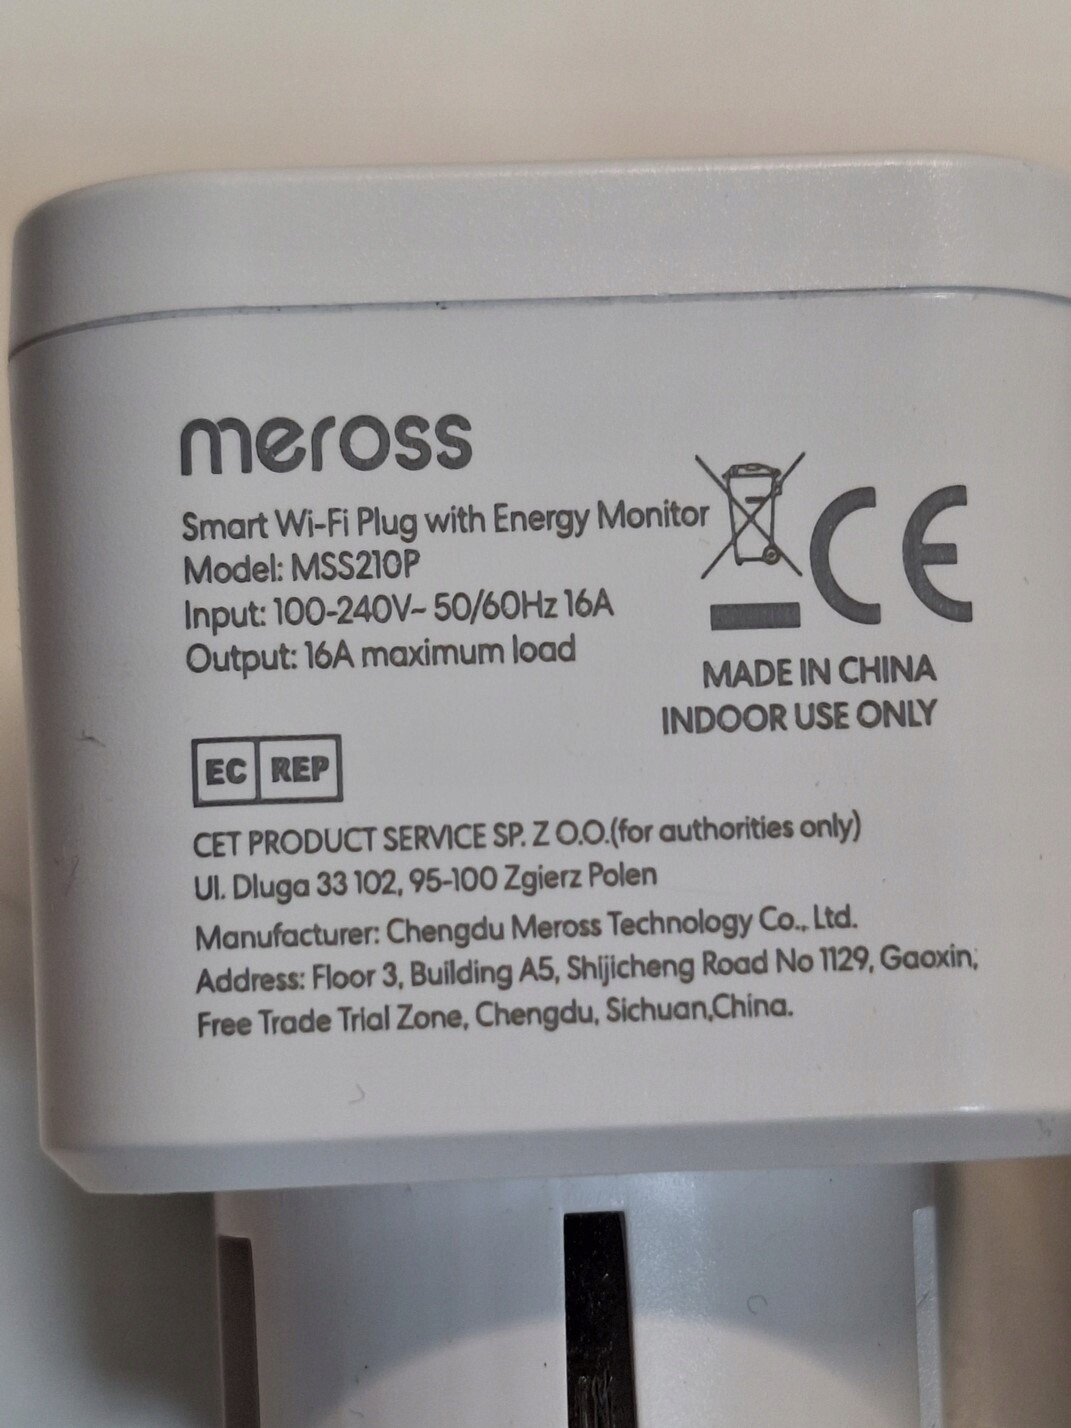 meross
Smart Wi-Fi Plug with Energy Monitor
Model: MSS210P
Input: 100-240V~ 50/60Hz 16A
Output: 16A maximum load
CE
MADE IN CHINA
INDOOR USE ONLY
EC REP
CET PRODUCT SERVICE SP. Z O.O.(for authorities only)
Ul. Dluga 33 102, 95-100 Zgierz Polen
Manufacturer: Chengdu Meross Technology Co., Ltd.
Address: Floor 3, Building A5, Shijicheng Road No 1129, Gaoxin,
Free Trade Trial Zone, Chengdu, Sichuan,China.